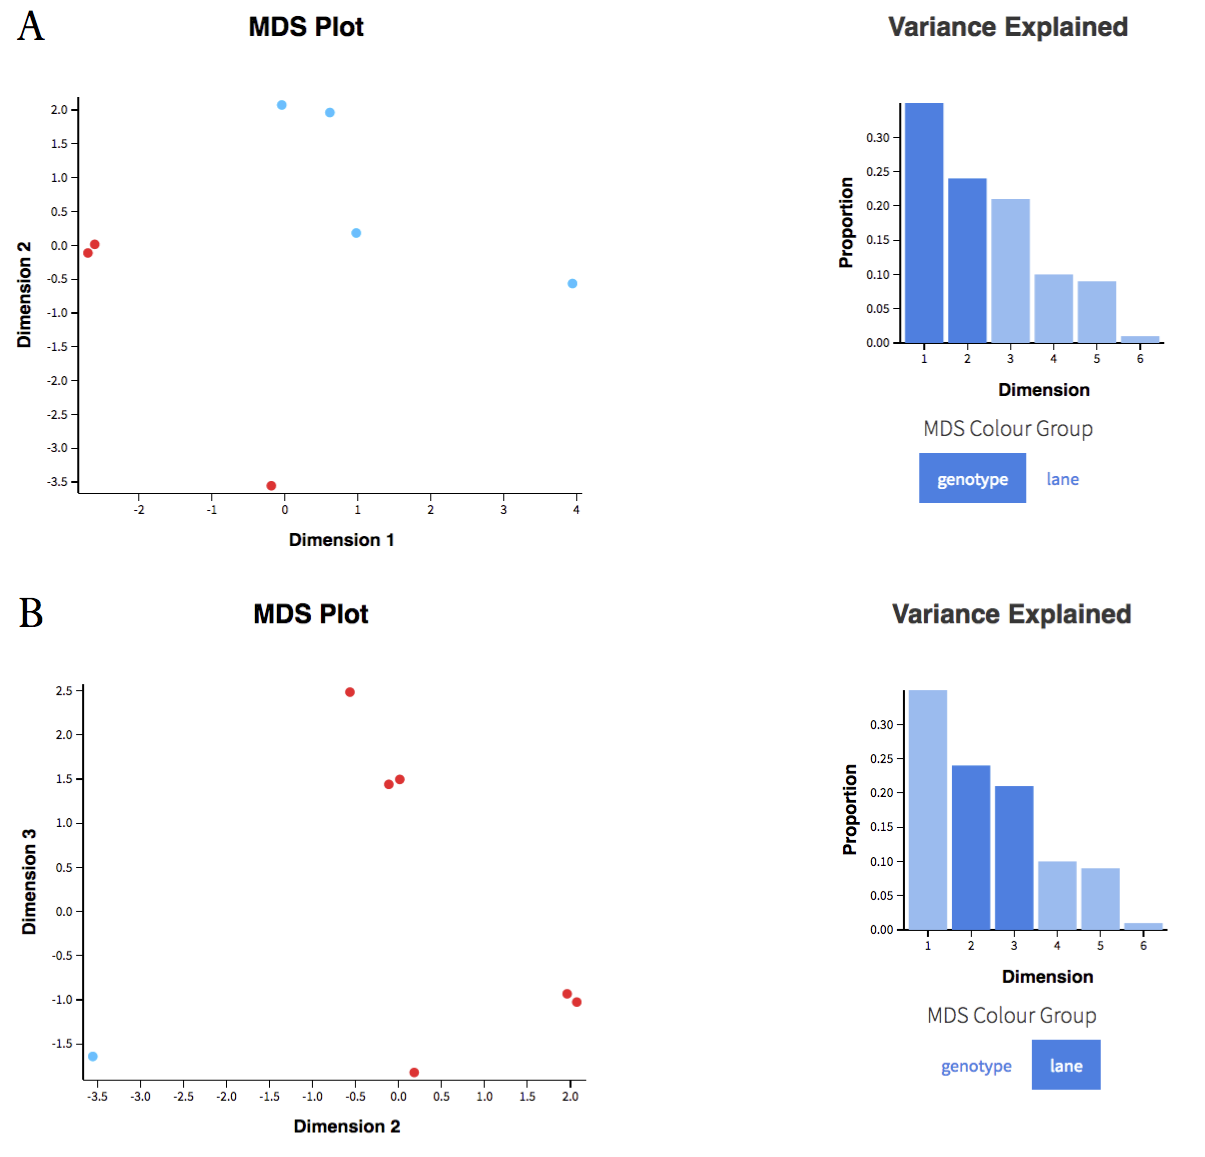 A
MDS Plot
Variance Explained
2.0
1.5
1.0
0.5
0.0
-0.5
-1.0
-1.5
-2.0
-2.5
-3.0
-3.5
Dimension 2
-2 -1 0 1 2 3 4
Dimension 1
0.30
0.25
0.20
0.15
0.10
0.05
0.00
Proportion
1 2 3 4 5 6
Dimension
MDS Colour Group
genotype lane
B
MDS Plot
Variance Explained
2.5
2.0
1.5
1.0
0.5
0.0
-0.5
-1.0
-1.5
Dimension 3
-3.5 -3.0 -2.5 -2.0 -1.5 -1.0 -0.5 0.0 0.5 1.0 1.5 2.0
Dimension 2
0.30
0.25
0.20
0.15
0.10
0.05
0.00
Proportion
1 2 3 4 5 6
Dimension
MDS Colour Group
genotype lane